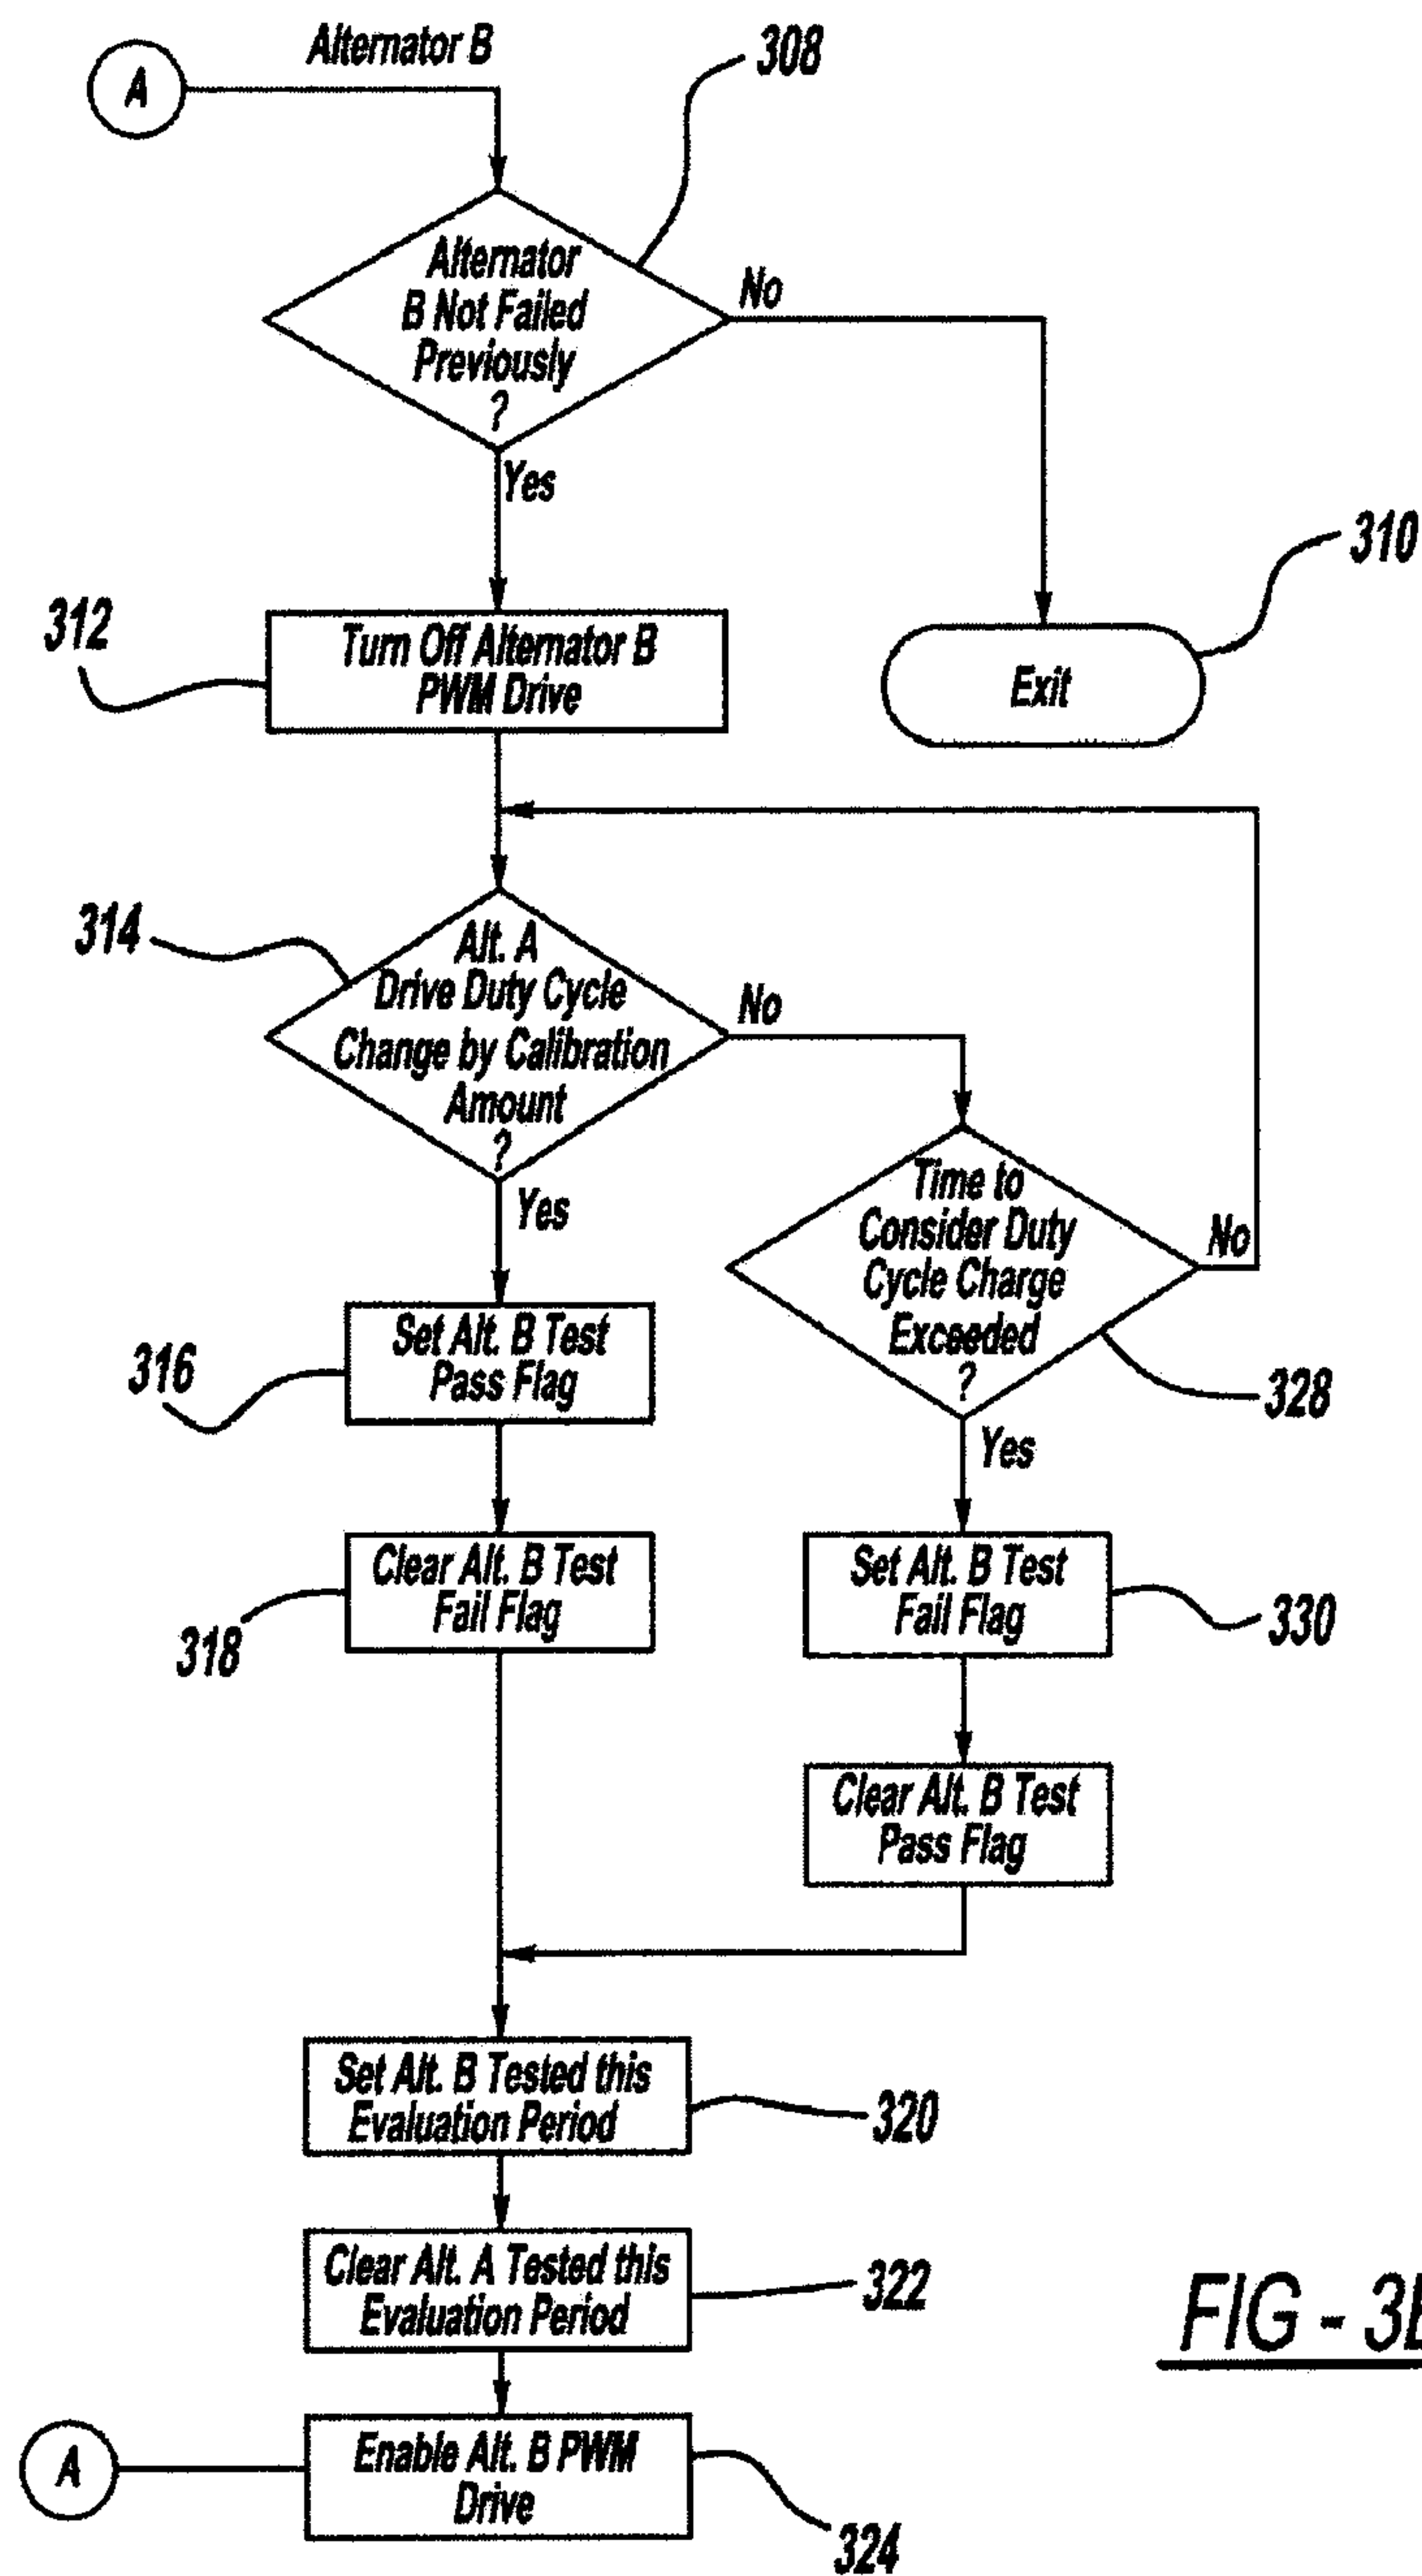 A
Alternator B
308
Alternator
B Not Failed
Previously
?
No
Yes
310
312
Turn Off Alternator B
PWM Drive
Exit
314
Alt. A
Drive Duty Cycle
Change by Calibration
Amount
?
No
Yes
Time to
Consider Duty
Cycle Charge
Exceeded
?
No
328
Yes
316
Set Alt. B Test
Pass Flag
318
Clear Alt. B Test
Fail Flag
Set Alt. B Test
Fail Flag
330
Clear Alt. B Test
Pass Flag
Set Alt. B Tested this
Evaluation Period
320
Clear Alt. A Tested this
Evaluation Period
322
FIG - 3B
A
Enable Alt. B PWM
Drive
324